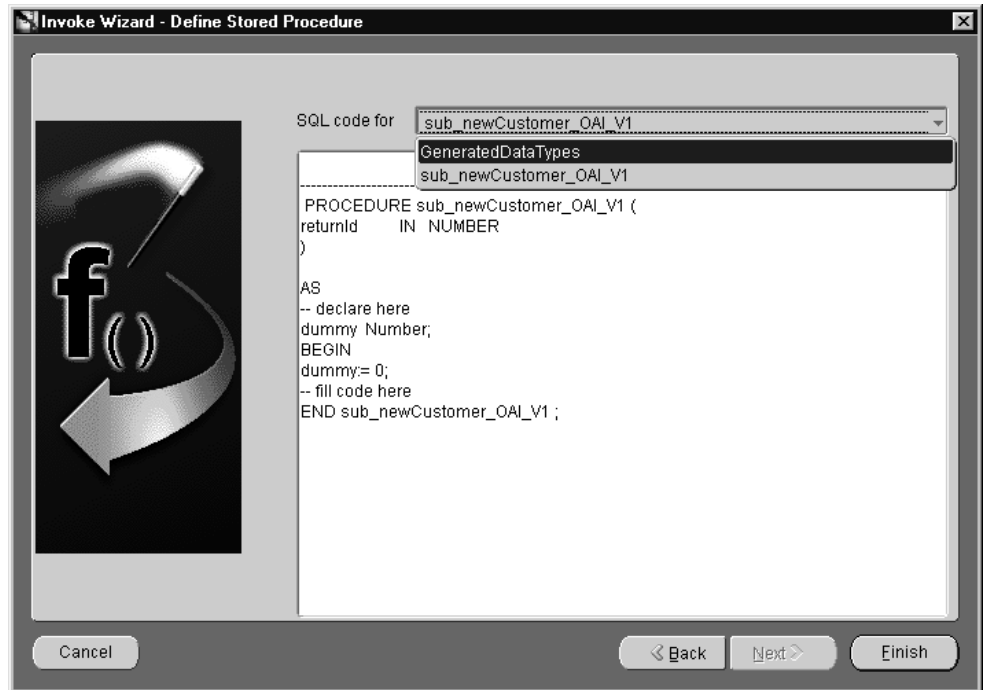 Invoke Wizard - Define Stored Procedure
SQL code for sub_newCustomer_OAI_V1
GeneratedDataTypes
sub_newCustomer_OAI_V1
PROCEDURE sub_newCustomer_OAI_V1 (
returnId IN NUMBER
)
AS
-- declare here
dummy Number;
BEGIN
dummy:= 0;
-- fill code here
END sub_newCustomer_OAI_V1 ;
f()
Cancel Back Next Finish